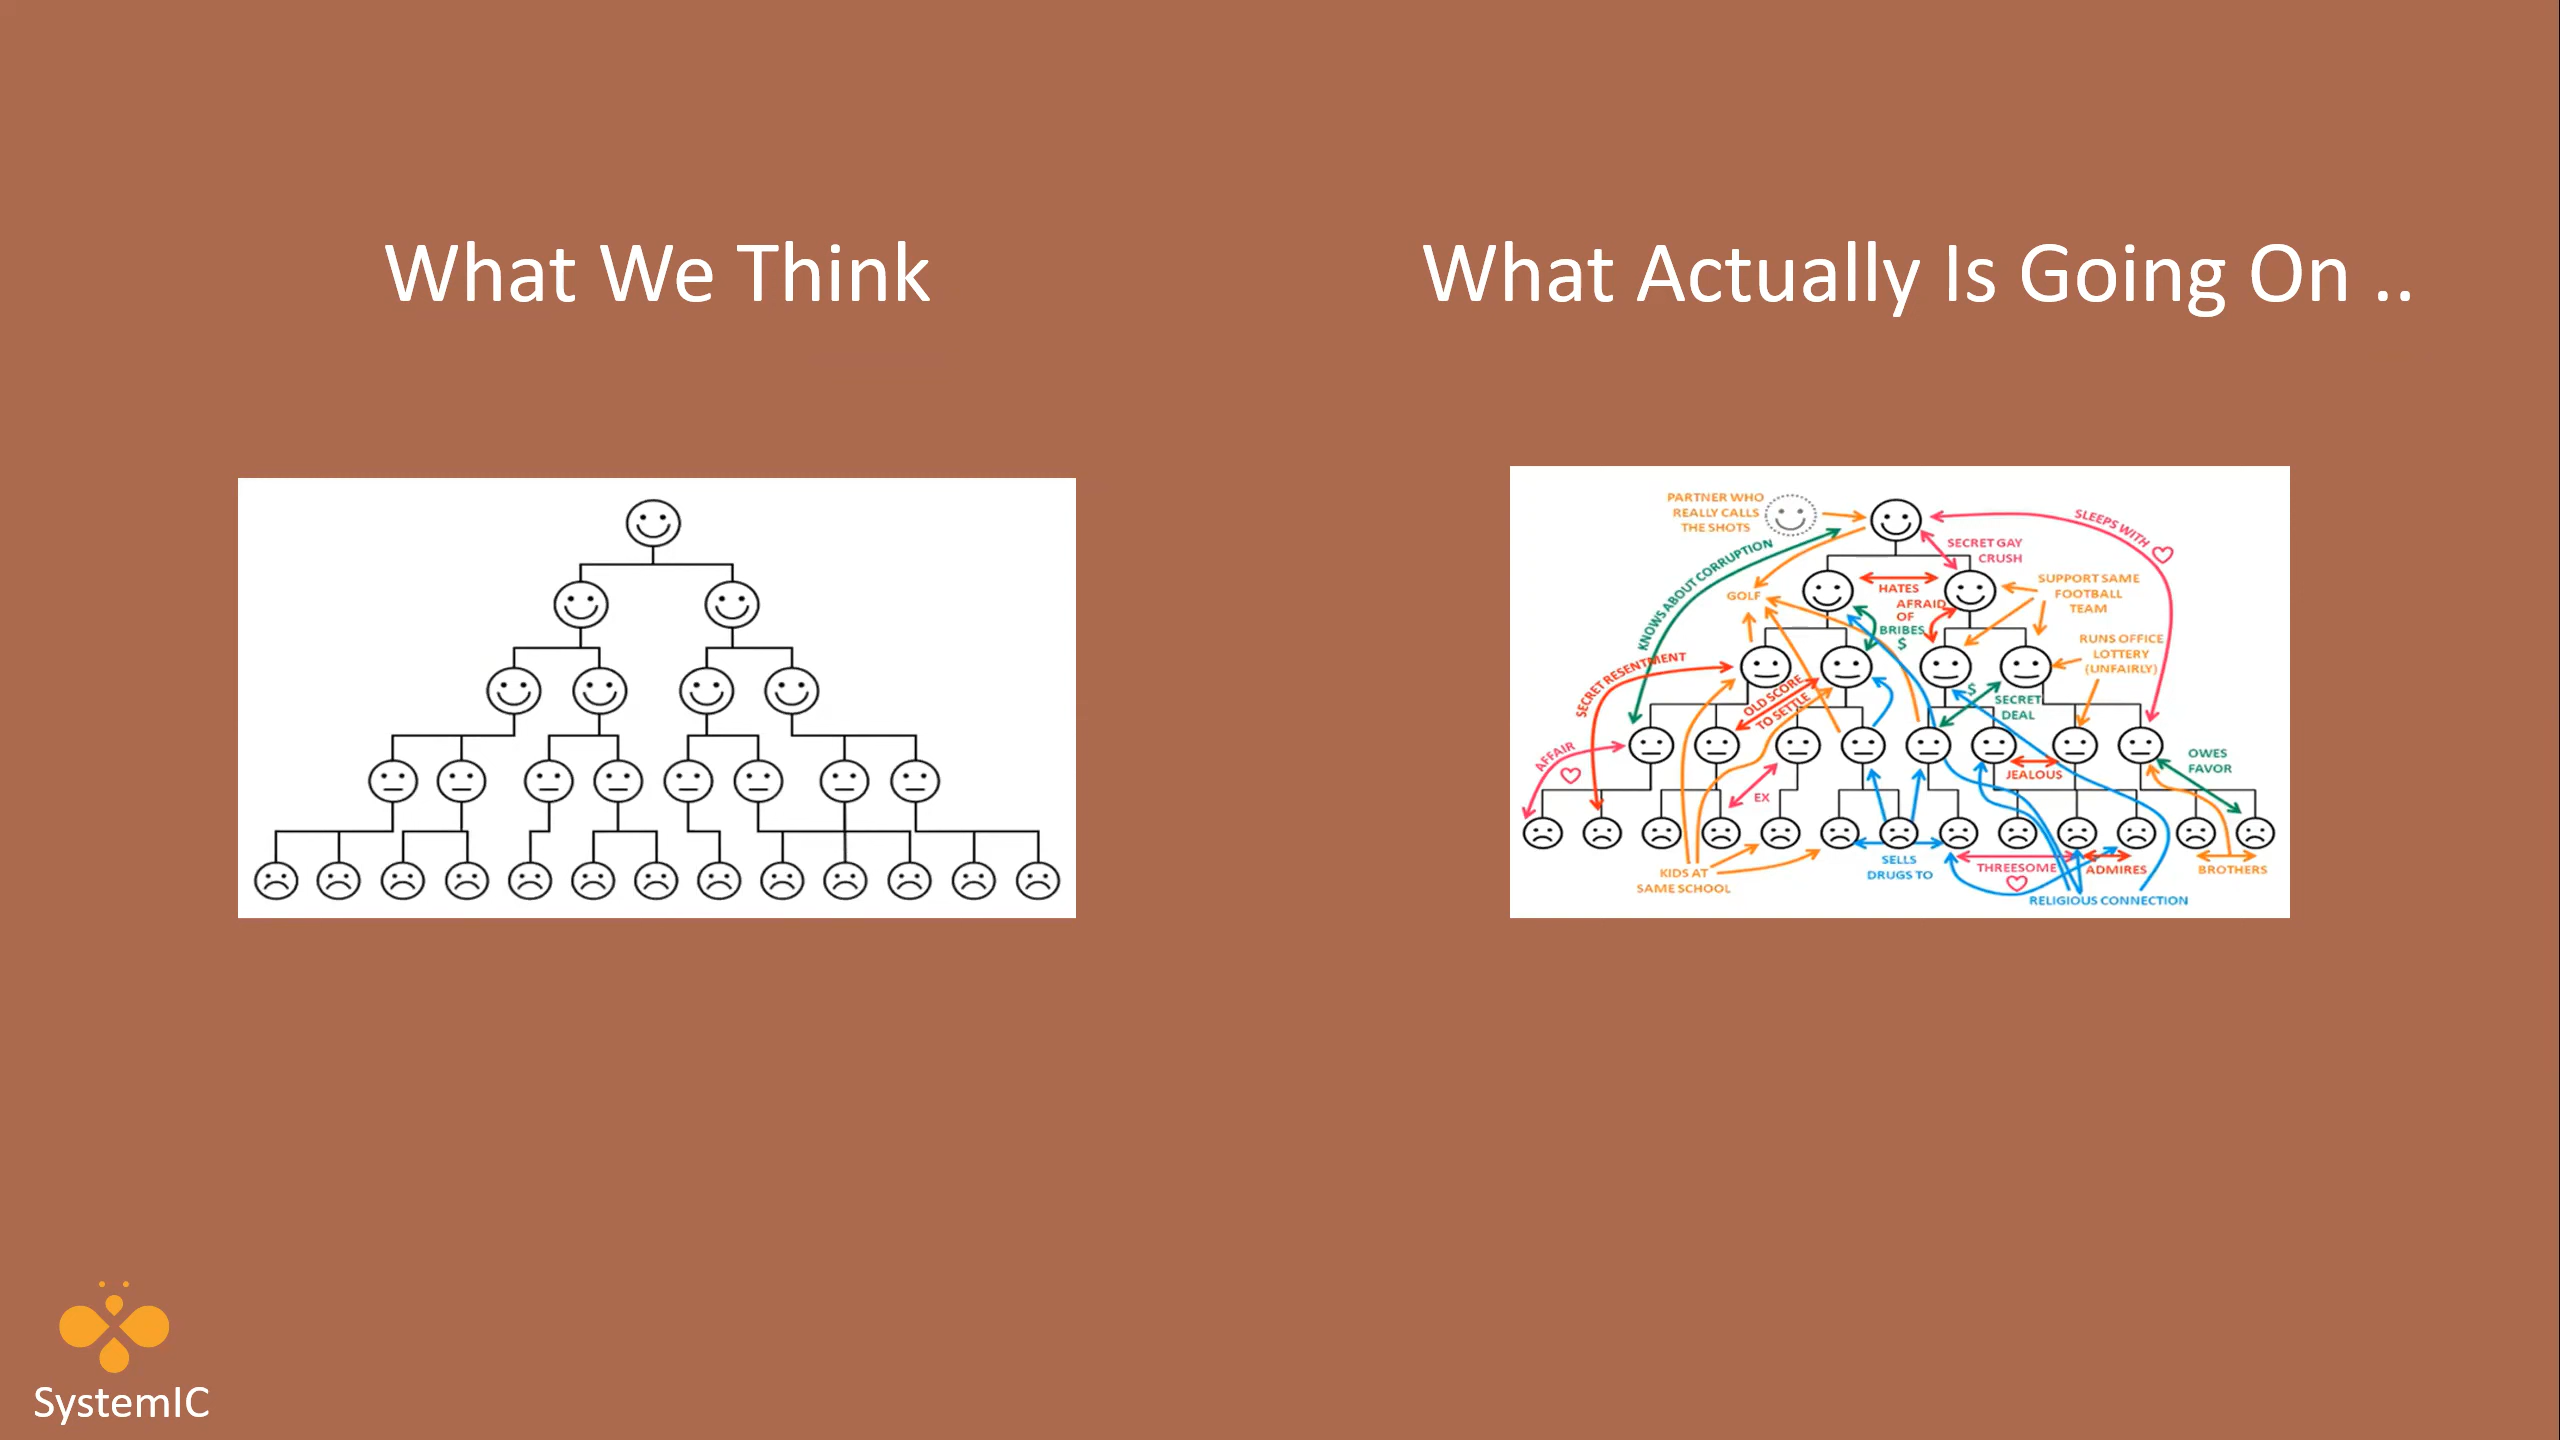 What We Think
What Actually Is Going On ..
PARTNER WHO
REALLY CALLS
THE SHOTS
SLEEPS WITH
SECRET GAY
CRUSH
KNOWS ABOUT CORRUPTION
HATES
SUPPORT SAME
FOOTBALL
TEAM
GOLF
AFRAID
OF
BRIBES
$
RUNS OFFICE
LOTTERY
(UNFAIRLY)
SECRET RESENTMENT
OLD SCORE
TO SETTLE
$
SECRET
DEAL
AFFAIR
OWES
FAVOR
JEALOUS
EX
KIDS AT
SAME SCHOOL
SELLS
DRUGS TO
THREESOME
ADMIRES
BROTHERS
RELIGIOUS CONNECTION
SystemIC